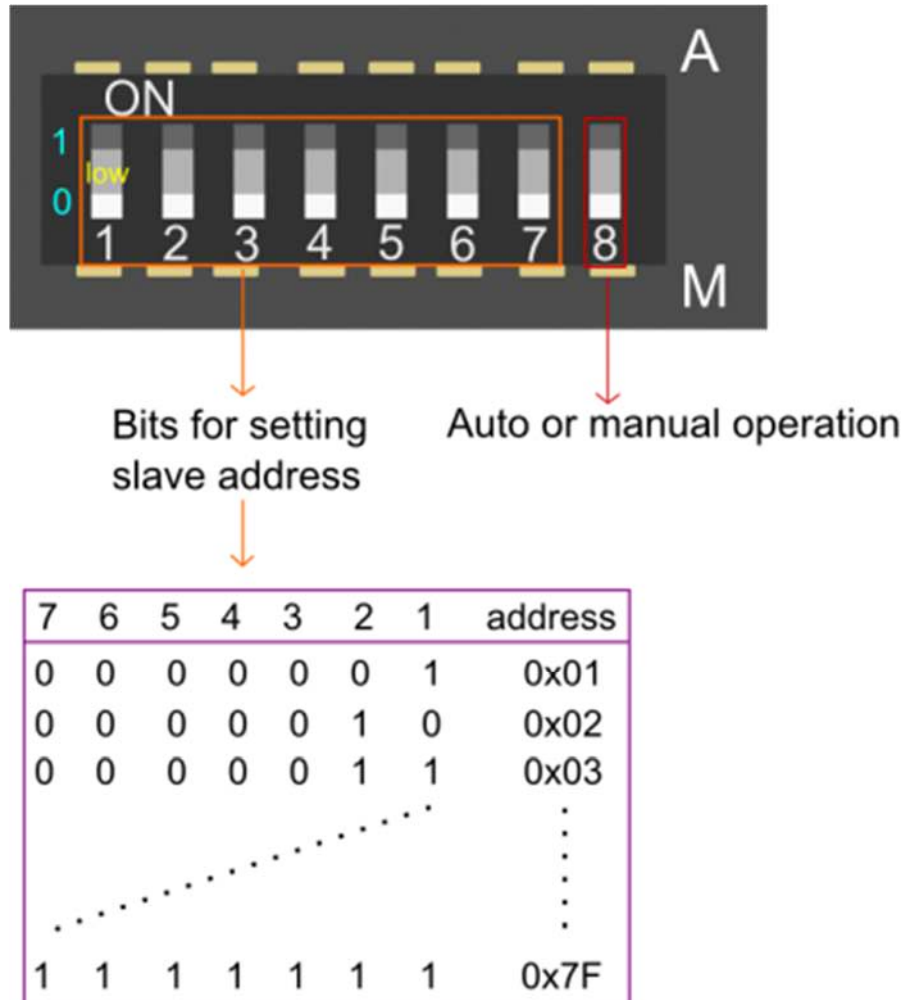 A
ON
1
low
0
1 2 3 4 5 6 7 8
M
Bits for setting
slave address
Auto or manual operation
7 6 5 4 3 2 1 address
0 0 0 0 0 0 1 0x01
0 0 0 0 0 1 0 0x02
0 0 0 0 0 1 1 0x03
1 1 1 1 1 1 1 0x7F